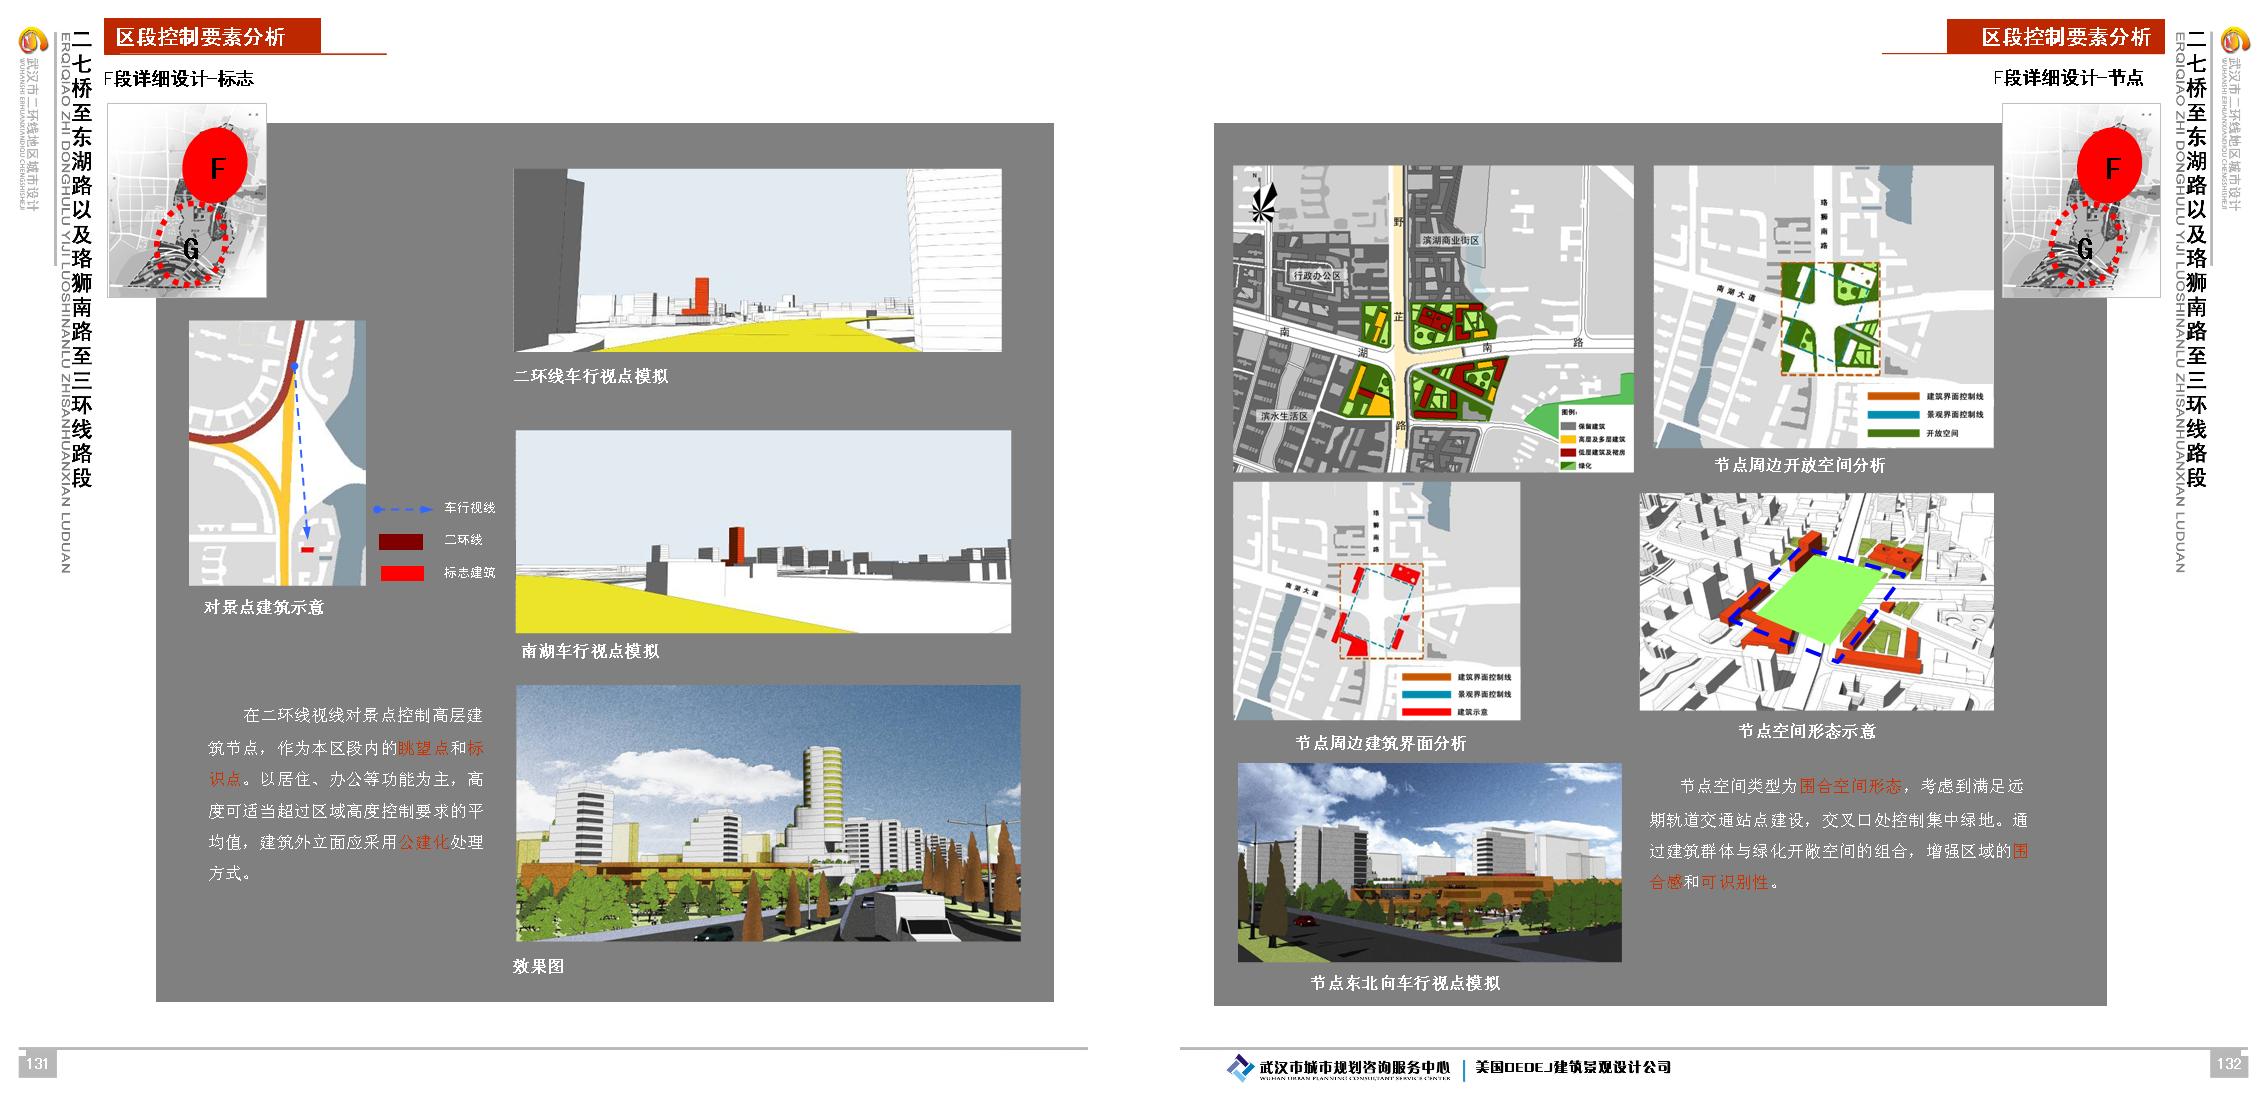 武汉市二环线地区城市设计
WUHANSHI ERHUANXIANDIQU CHENGSHISHEJI
二七桥至东湖路以及珞狮南路至三环线路段
ERQIQIAO ZHI DONGHULU YIJI LUOSHINANLU ZHISANHUANXIAN LUDUAN
区段控制要素分析
F段详细设计-标志
F
G
二环线车行视点模拟
车行视线
二环线
标志建筑
对景点建筑示意
南湖车行视点模拟
在二环线视线对景点控制高层建
筑节点，作为本区段内的眺望点和标
识点。以居住、办公等功能为主，高
度可适当超过区域高度控制要求的平
均值，建筑外立面应采用公建化处理
方式。
效果图
131
区段控制要素分析
F段详细设计-节点
F
G
N
野
芷
路
滨湖商业街区
行政办公区
南
湖
南
路
滨水生活区
图例：
保留建筑
高层及多层建筑
低层建筑及裙房
绿化
珞狮南路
南湖大道
建筑界面控制线
景观界面控制线
开放空间
节点周边开放空间分析
珞狮南路
南湖大道
建筑界面控制线
景观界面控制线
建筑示意
节点周边建筑界面分析
节点空间形态示意
节点空间类型为围合空间形态，考虑到满足远
期轨道交通站点建设，交叉口处控制集中绿地。通
过建筑群体与绿化开敞空间的组合，增强区域的围
合感和可识别性。
节点东北向车行视点模拟
武汉市城市规划咨询服务中心
WUHAN URBAN PLANNING CONSULTANT SERVICE CENTER
美国DEDEJ建筑景观设计公司
132
二七桥至东湖路以及珞狮南路至三环线路段
ERQIQIAO ZHI DONGHULU YIJI LUOSHINANLU ZHISANHUANXIAN LUDUAN
武汉市二环线地区城市设计
WUHANSHI ERHUANXIANDIQU CHENGSHISHEJI